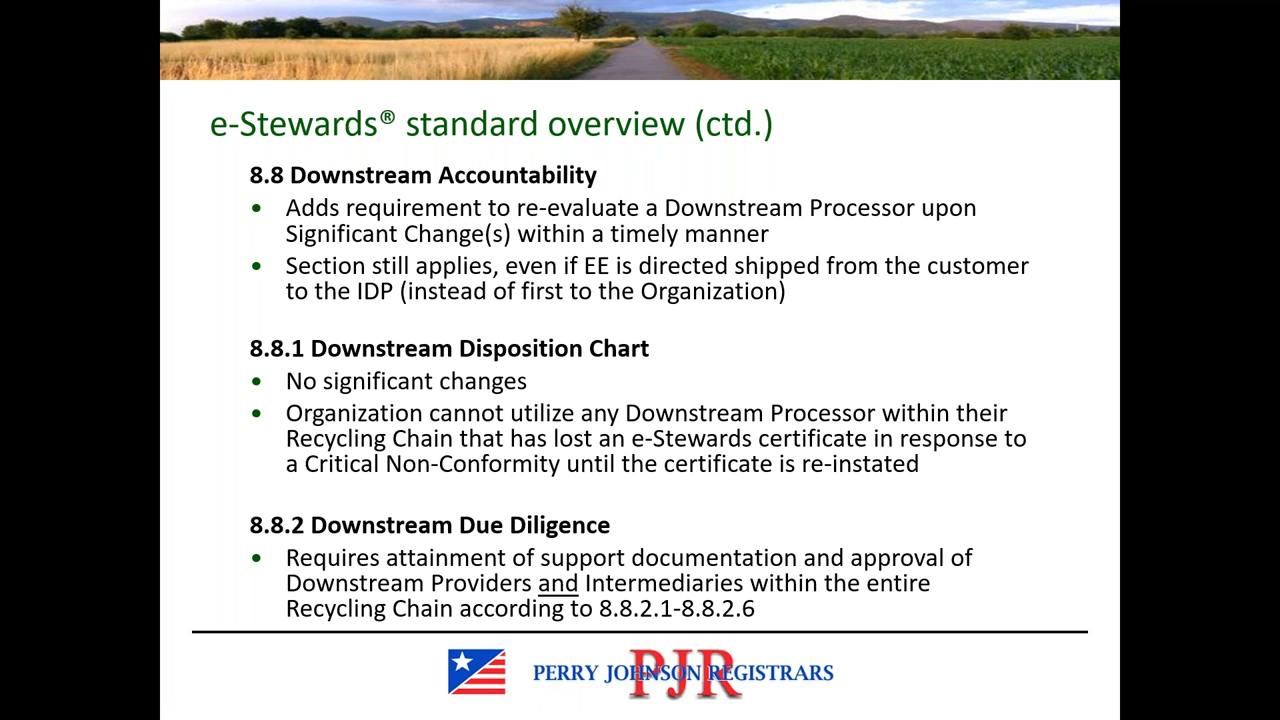 e-Stewards® standard overview (ctd.)
8.8 Downstream Accountability
• Adds requirement to re-evaluate a Downstream Processor upon
Significant Change(s) within a timely manner
• Section still applies, even if EE is directed shipped from the customer
to the IDP (instead of first to the Organization)
8.8.1 Downstream Disposition Chart
• No significant changes
• Organization cannot utilize any Downstream Processor within their
Recycling Chain that has lost an e-Stewards certificate in response to
a Critical Non-Conformity until the certificate is re-instated
8.8.2 Downstream Due Diligence
• Requires attainment of support documentation and approval of
Downstream Providers and Intermediaries within the entire
Recycling Chain according to 8.8.2.1-8.8.2.6
PJR
PERRY JOHNSON REGISTRARS